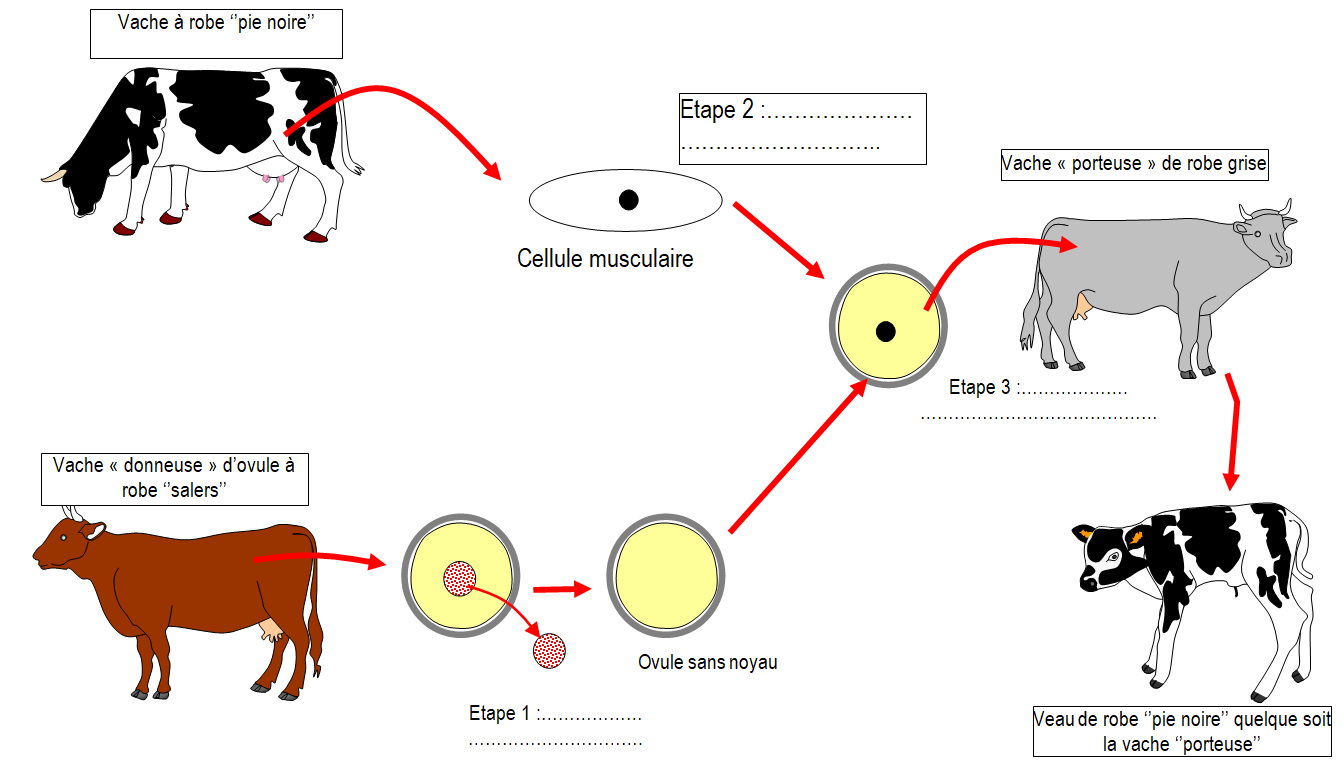 Vache à robe ‘’pie noire’’
Etape 2 :…………………
………………………..
Vache « porteuse » de robe grise
Cellule musculaire
Etape 3 :………………
……………………………………
Vache « donneuse » d’ovule à
robe ‘’salers’’
Ovule sans noyau
Etape 1 :………………
…………………………
Veau de robe ‘’pie noire’’ quelque soit
la vache ‘’porteuse’’